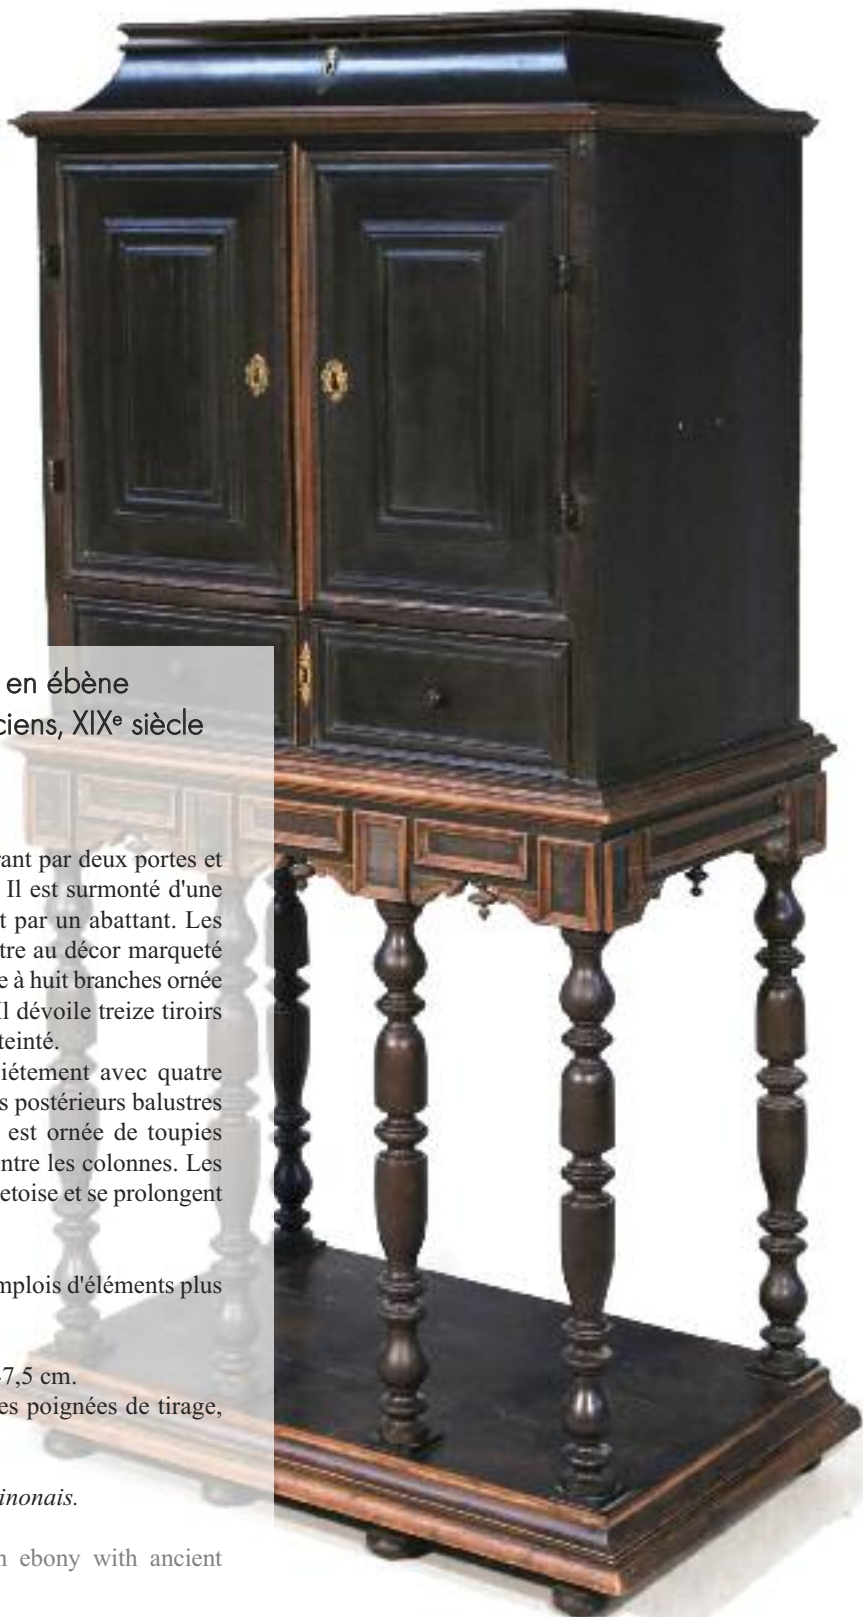 en ébène
ciens, XIXe siècle
rant par deux portes et
Il est surmonté d'une
t par un abattant. Les
tre au décor marqueté
e à huit branches ornée
Il dévoile treize tiroirs
teinté.
iétement avec quatre
s postérieurs balustres
est ornée de toupies
ntre les colonnes. Les
etoise et se prolongent
mplois d'éléments plus
7,5 cm.
es poignées de tirage,
inonais.
n ebony with ancient